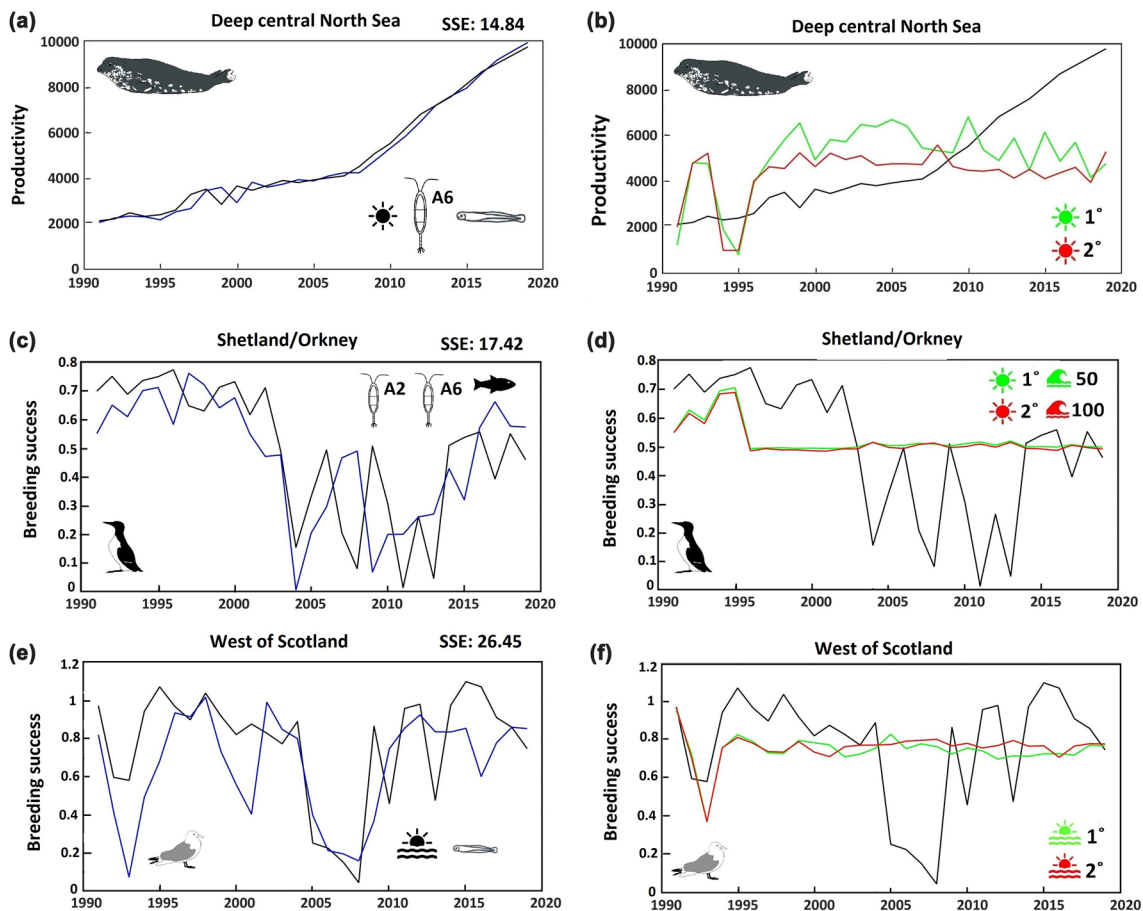 (a) Deep central North Sea SSE: 14.84
Productivity
10000
8000
6000
4000
2000
0
A6
1990 1995 2000 2005 2010 2015 2020
(b) Deep central North Sea
Productivity
10000
8000
6000
4000
2000
0
1°
2°
1990 1995 2000 2005 2010 2015 2020
(c) Shetland/Orkney SSE: 17.42
Breeding success
0.8
0.7
0.6
0.5
0.4
0.3
0.2
0.1
0
A2 A6
1990 1995 2000 2005 2010 2015 2020
(d) Shetland/Orkney
Breeding success
0.8
0.7
0.6
0.5
0.4
0.3
0.2
0.1
0
1° 50
2° 100
1990 1995 2000 2005 2010 2015 2020
(e) West of Scotland SSE: 26.45
Breeding success
1.2
1
0.8
0.6
0.4
0.2
0
1990 1995 2000 2005 2010 2015 2020
(f) West of Scotland
Breeding success
1.2
1
0.8
0.6
0.4
0.2
0
1°
2°
1990 1995 2000 2005 2010 2015 2020